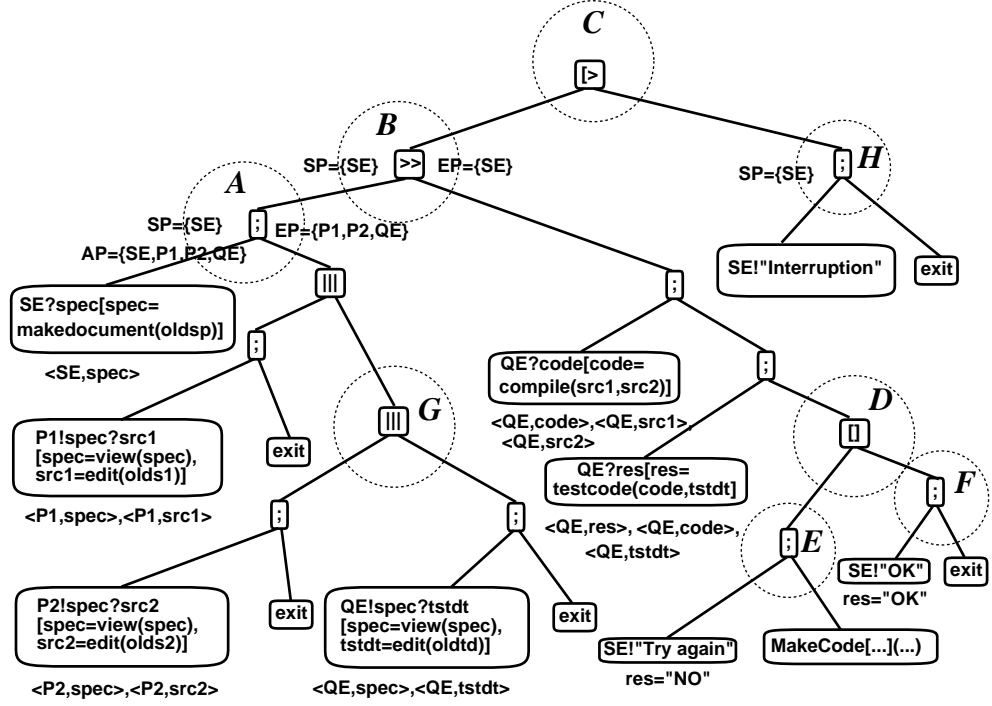 C
[>
B
SP={SE} >> EP={SE}
; H
SP={SE}
A
SP={SE} ; EP={P1,P2,QE}
AP={SE,P1,P2,QE}
SE!"Interruption"
exit
|||
;
SE?spec[spec=
makedocument(oldsp)]
<SE,spec>
;
QE?code[code=
compile(src1,src2)]
;
<QE,code>,<QE,src1>,
<QE,src2>
D
[]
||| G
P1!spec?src1
[spec=view(spec),
src1=edit(olds1)]
exit
<P1,spec>,<P1,src1>
QE?res[res=
testcode(code,tstdt]
<QE,res>, <QE,code>,
<QE,tstdt>
; F
;
;
; E
SE!"OK"
exit
res="OK"
P2!spec?src2
[spec=view(spec),
src2=edit(olds2)]
exit
<P2,spec>,<P2,src2>
QE!spec?tstdt
[spec=view(spec),
tstdt=edit(oldtd)]
exit
<QE,spec>,<QE,tstdt>
SE!"Try again"
res="NO"
MakeCode[...](...)